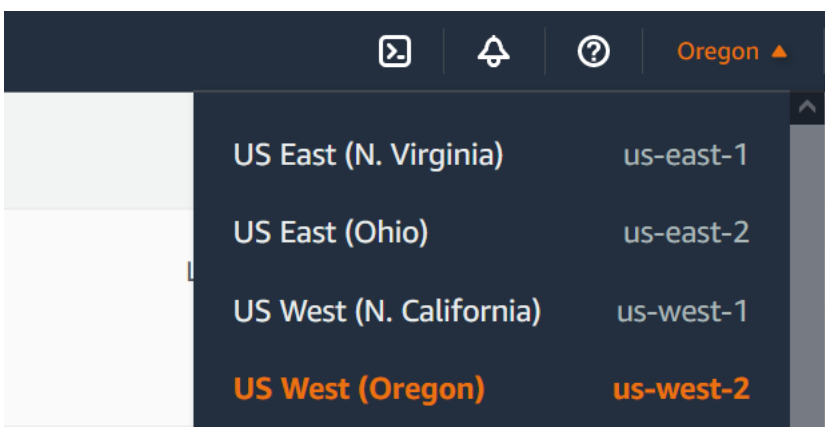 Oregon
US East (N. Virginia) us-east-1
US East (Ohio) us-east-2
US West (N. California) us-west-1
US West (Oregon) us-west-2